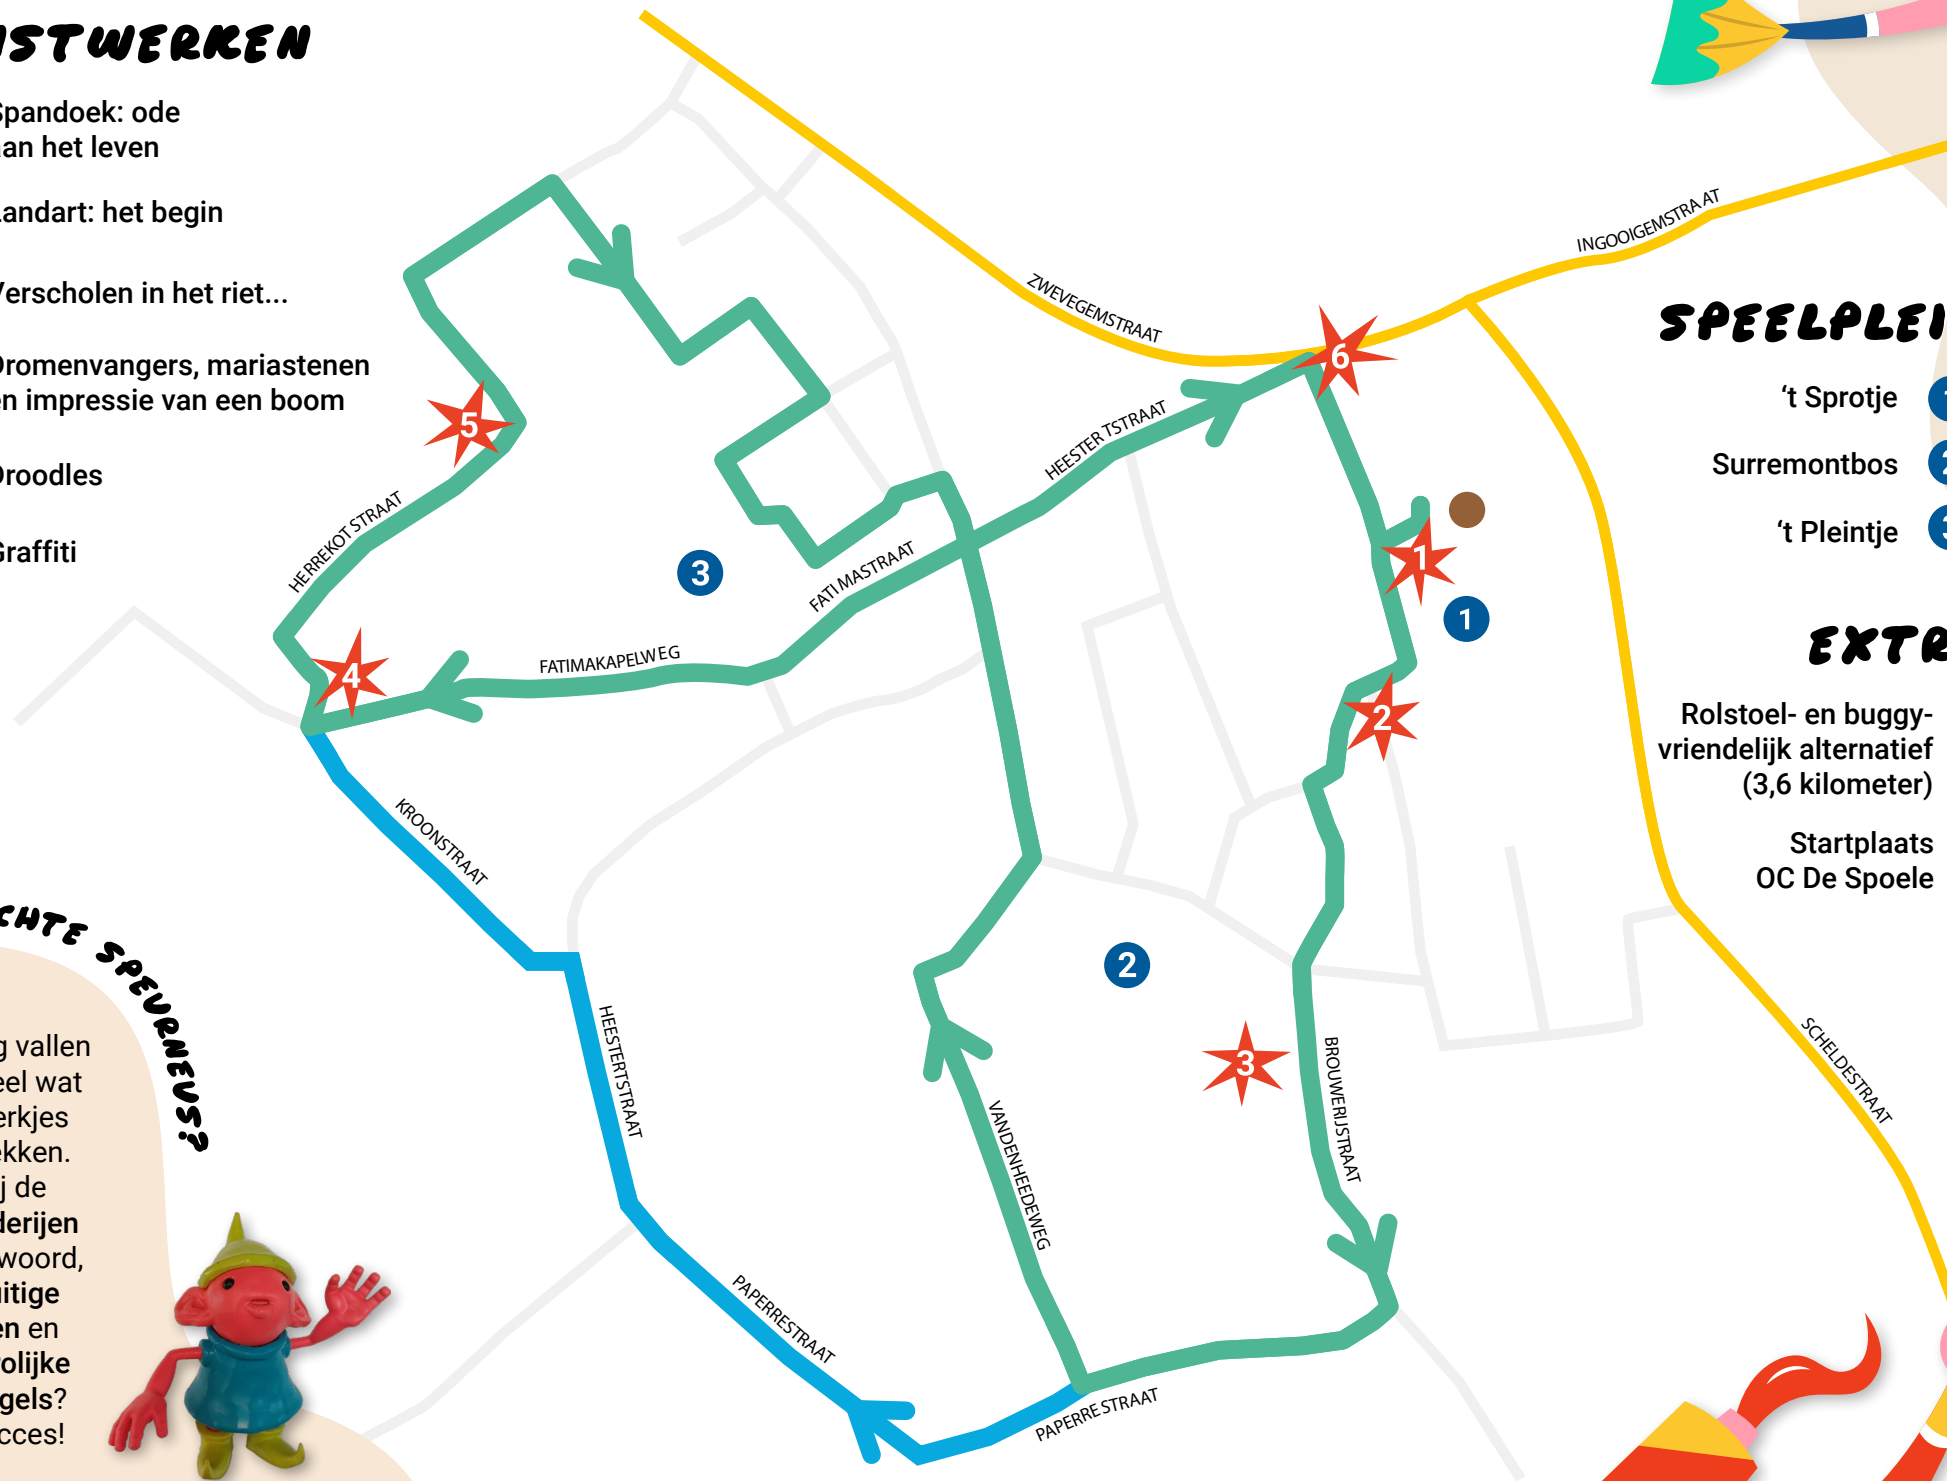 STWERKEN
Spandoek: ode
aan het leven
Landart: het begin
Verscholen in het riet...
Dromenvangers, mariastenen
en impressie van een boom
Droodles
Graffiti
ZWEVEGEMSTRAAT
INGOOIGEMSTRAAT
HEESTERTSTRAAT
FATIMASTRAAT
FATIMAKAPELWEG
HERREKOTSTRAAT
KROONSTRAAT
HEESTERTSTRAAT
PAPERRESTRAAT
PAPERRESTRAAT
VANDENHEEDEWEG
BROUWERIJSTRAAT
SCHELDESTRAAT
6
5
1
4
2
3
3
1
2
SPEELPLEI
‘t Sprotje
Surremontbos
‘t Pleintje
EXTR
Rolstoel- en buggy-
vriendelijk alternatief
(3,6 kilometer)
Startplaats
OC De Spoele
CHTE SPEURNEUS?
g vallen
eel wat
erkjes
ekken.
j de
derijen
woord,
uitige
en en
olijke
gels?
cces!